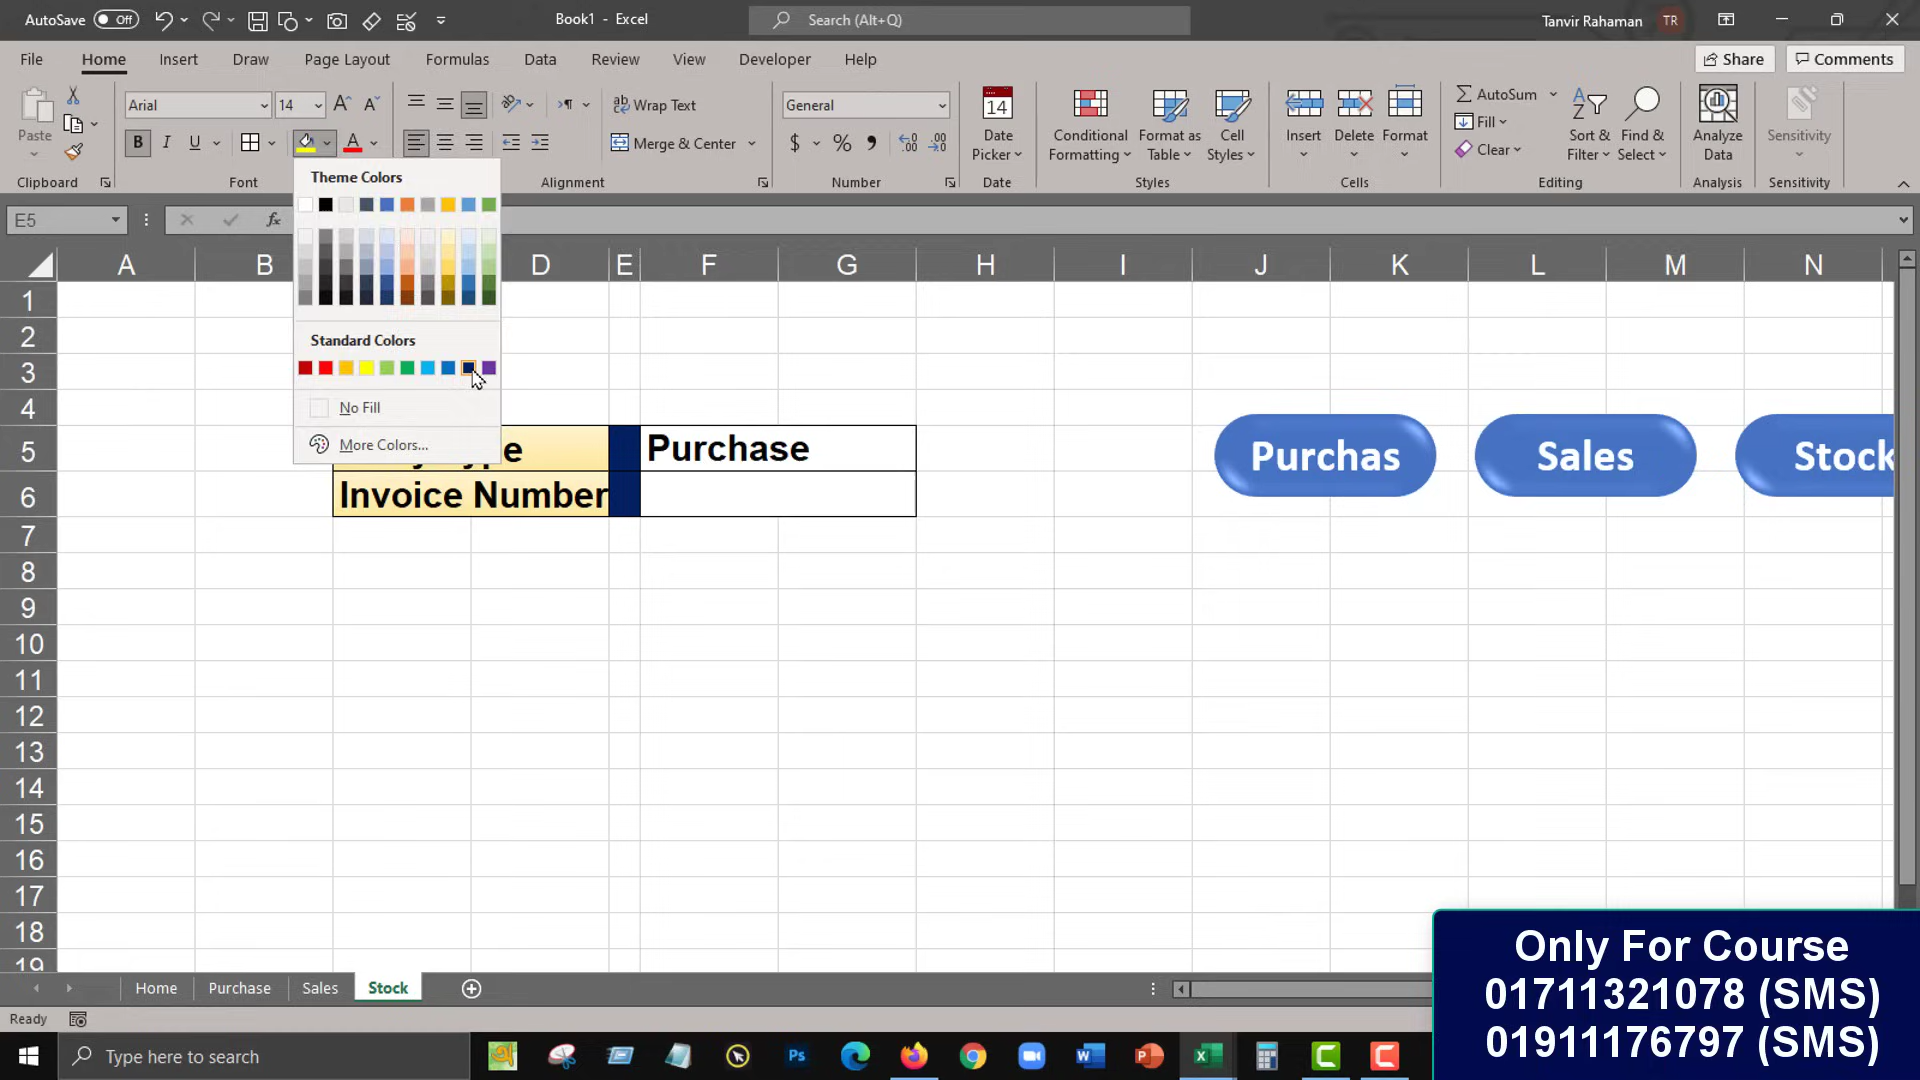 AutoSave Off Book1 - Excel Search (Alt+Q) Tanvir Rahaman TR
File Home Insert Draw Page Layout Formulas Data Review View Developer Help Share Comments
Paste Arial 14 Wrap Text General 14 Date Picker Conditional Formatting Format as Table Cell Styles Insert Delete Format AutoSum Fill Clear Sort & Filter Find & Select Analyze Data Sensitivity
B I U A Merge & Center $ %
Clipboard Font Alignment Number Date Styles Cells Editing Analysis Sensitivity
E5 fx
Theme Colors
Standard Colors
No Fill
More Colors...
A B D E F G H I J K L M N
1
2
3
4
5 Purchase Purchas Sales Stock
6 Invoice Number
7
8
9
10
11
12
13
14
15
16
17
18
19
Home Purchase Sales Stock
Ready
Only For Course
01711321078 (SMS)
01911176797 (SMS)
Type here to search
Ps